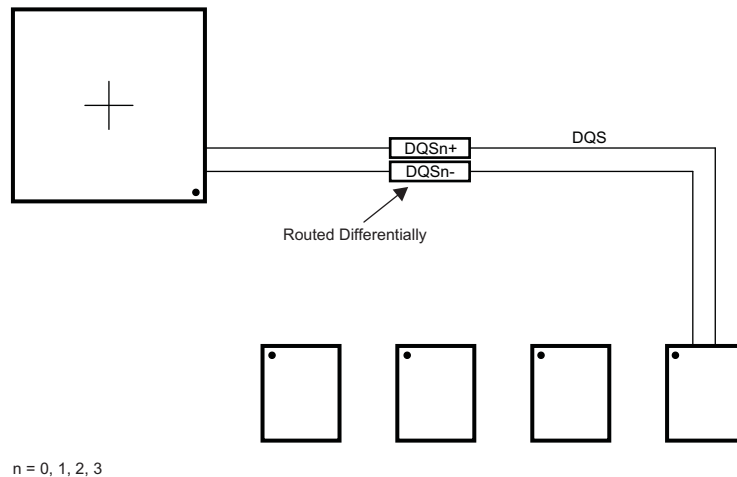 DQSn+
DQS
DQSn-
Routed Differentially
n = 0, 1, 2, 3